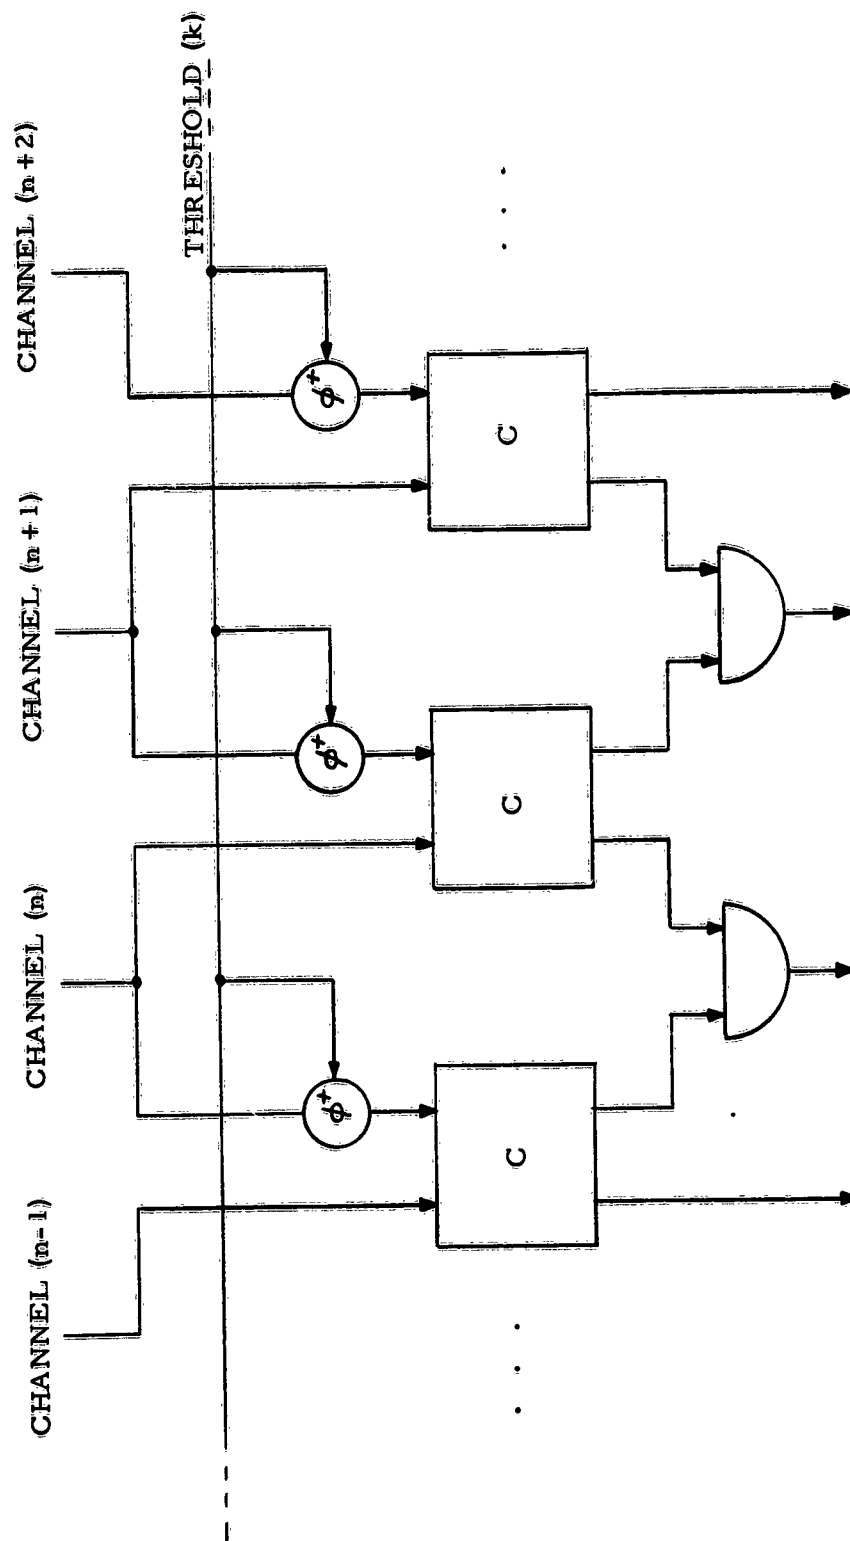 CHANNEL (n-1)
CHANNEL (n)
CHANNEL (n+1)
CHANNEL (n+2)
THRESHOLD (k)
ϕ+
ϕ+
ϕ+
C
C
C